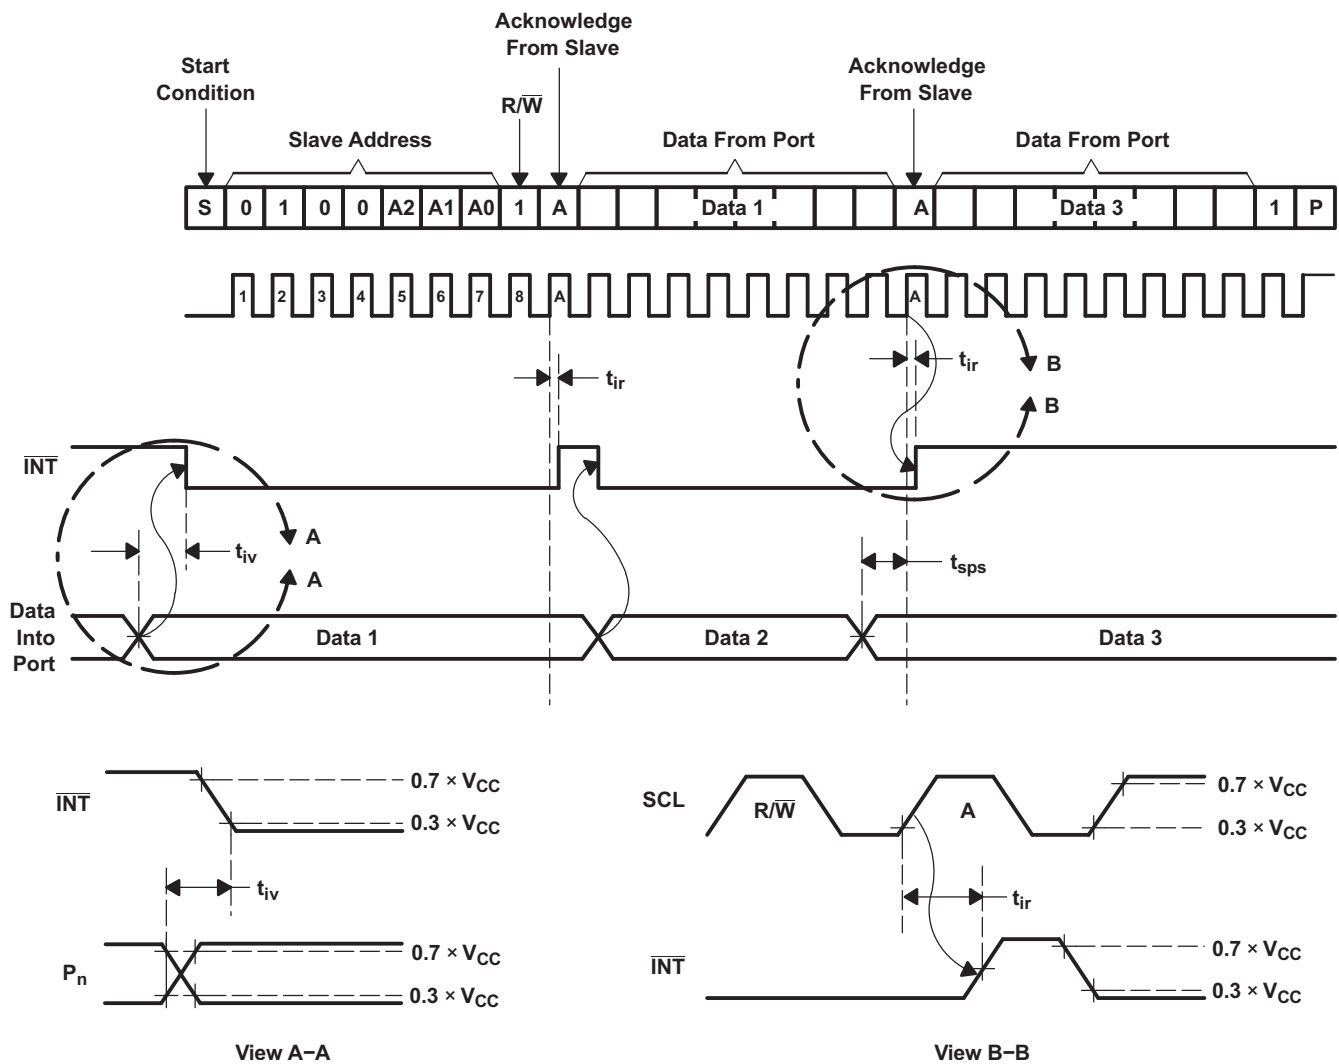 Acknowledge
From Slave
Start
Condition
R/W̅
Acknowledge
From Slave
Slave Address
Data From Port
Data From Port
S 0 1 0 0 A2 A1 A0 1 A Data 1 A Data 3 1 P
1 2 3 4 5 6 7 8 A A
t_ir
t_ir
B
B
I̅N̅T̅
A
t_iv
A
t_sps
Data
Into
Port
Data 1
Data 2
Data 3
I̅N̅T̅
0.7 × V_CC
0.3 × V_CC
t_iv
P_n
0.7 × V_CC
0.3 × V_CC
View A−A
SCL
R/W̅
A
0.7 × V_CC
0.3 × V_CC
t_ir
I̅N̅T̅
0.7 × V_CC
0.3 × V_CC
View B−B